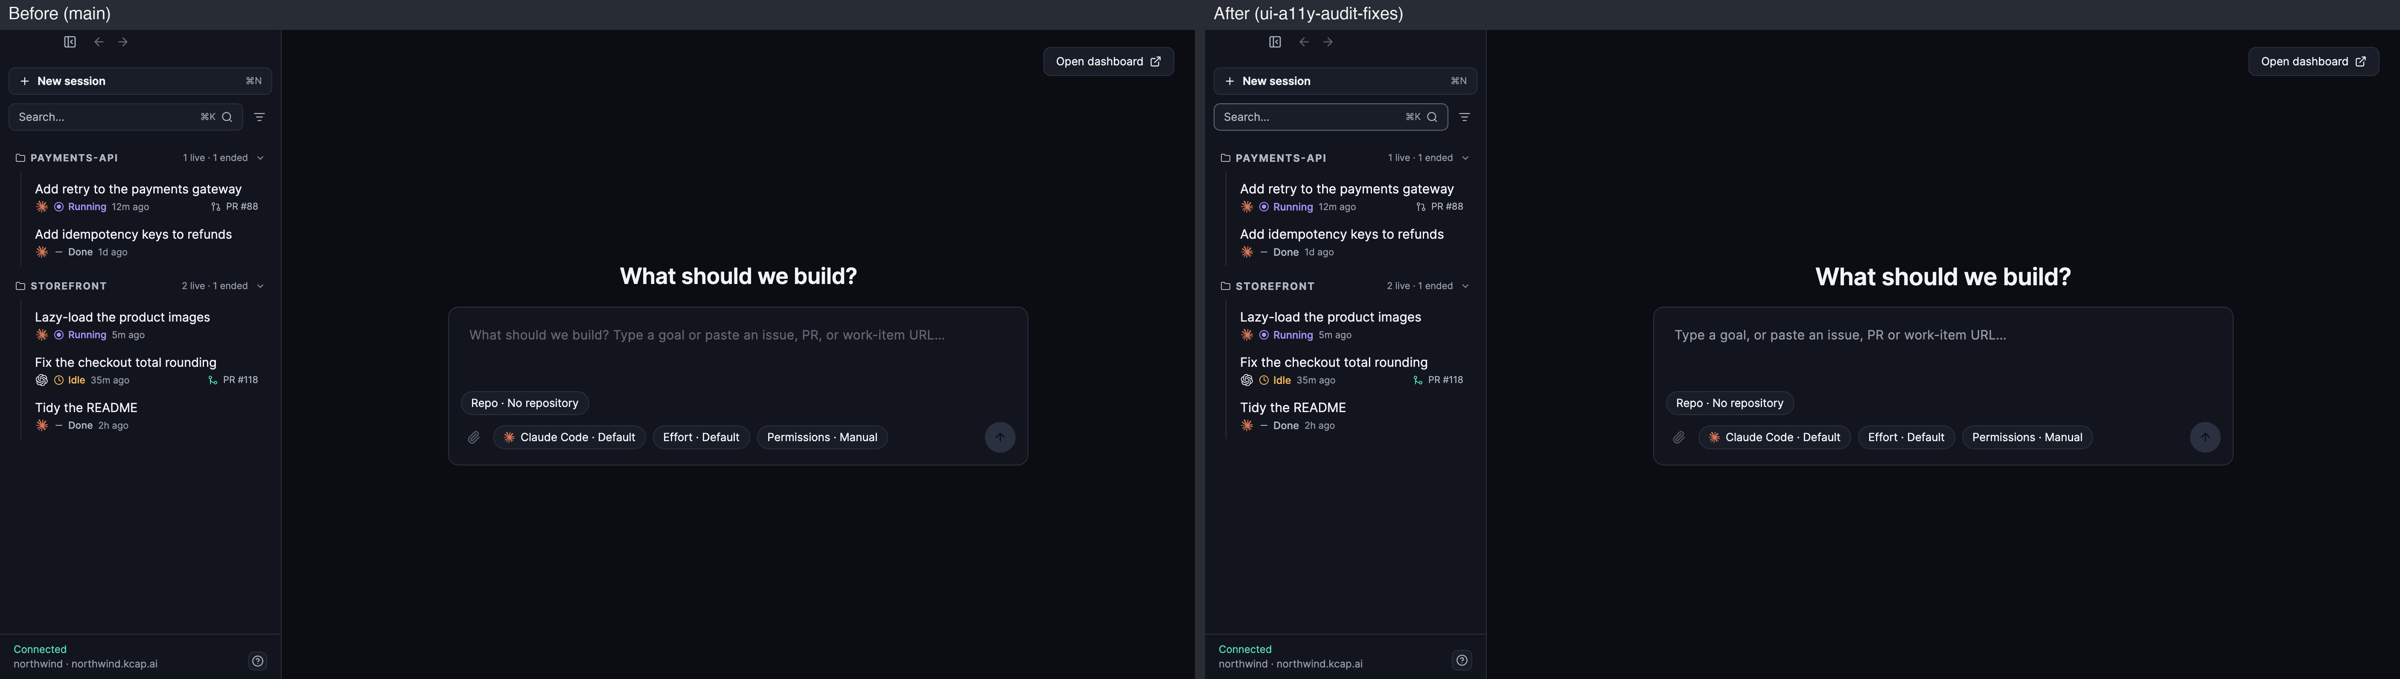 Before (main)
New session ⌘N
Search... ⌘K
PAYMENTS-API 1 live · 1 ended
Add retry to the payments gateway
Running 12m ago PR #88
Add idempotency keys to refunds
Done 1d ago
STOREFRONT 2 live · 1 ended
Lazy-load the product images
Running 5m ago
Fix the checkout total rounding
Idle 35m ago PR #118
Tidy the README
Done 2h ago
Connected
northwind · northwind.kcap.ai
Open dashboard
What should we build?
What should we build? Type a goal or paste an issue, PR, or work-item URL...
Repo · No repository
Claude Code · Default Effort · Default Permissions · Manual
After (ui-a11y-audit-fixes)
New session ⌘N
Search... ⌘K
PAYMENTS-API 1 live · 1 ended
Add retry to the payments gateway
Running 12m ago PR #88
Add idempotency keys to refunds
Done 1d ago
STOREFRONT 2 live · 1 ended
Lazy-load the product images
Running 5m ago
Fix the checkout total rounding
Idle 35m ago PR #118
Tidy the README
Done 2h ago
Connected
northwind · northwind.kcap.ai
Open dashboard
What should we build?
Type a goal, or paste an issue, PR or work-item URL...
Repo · No repository
Claude Code · Default Effort · Default Permissions · Manual